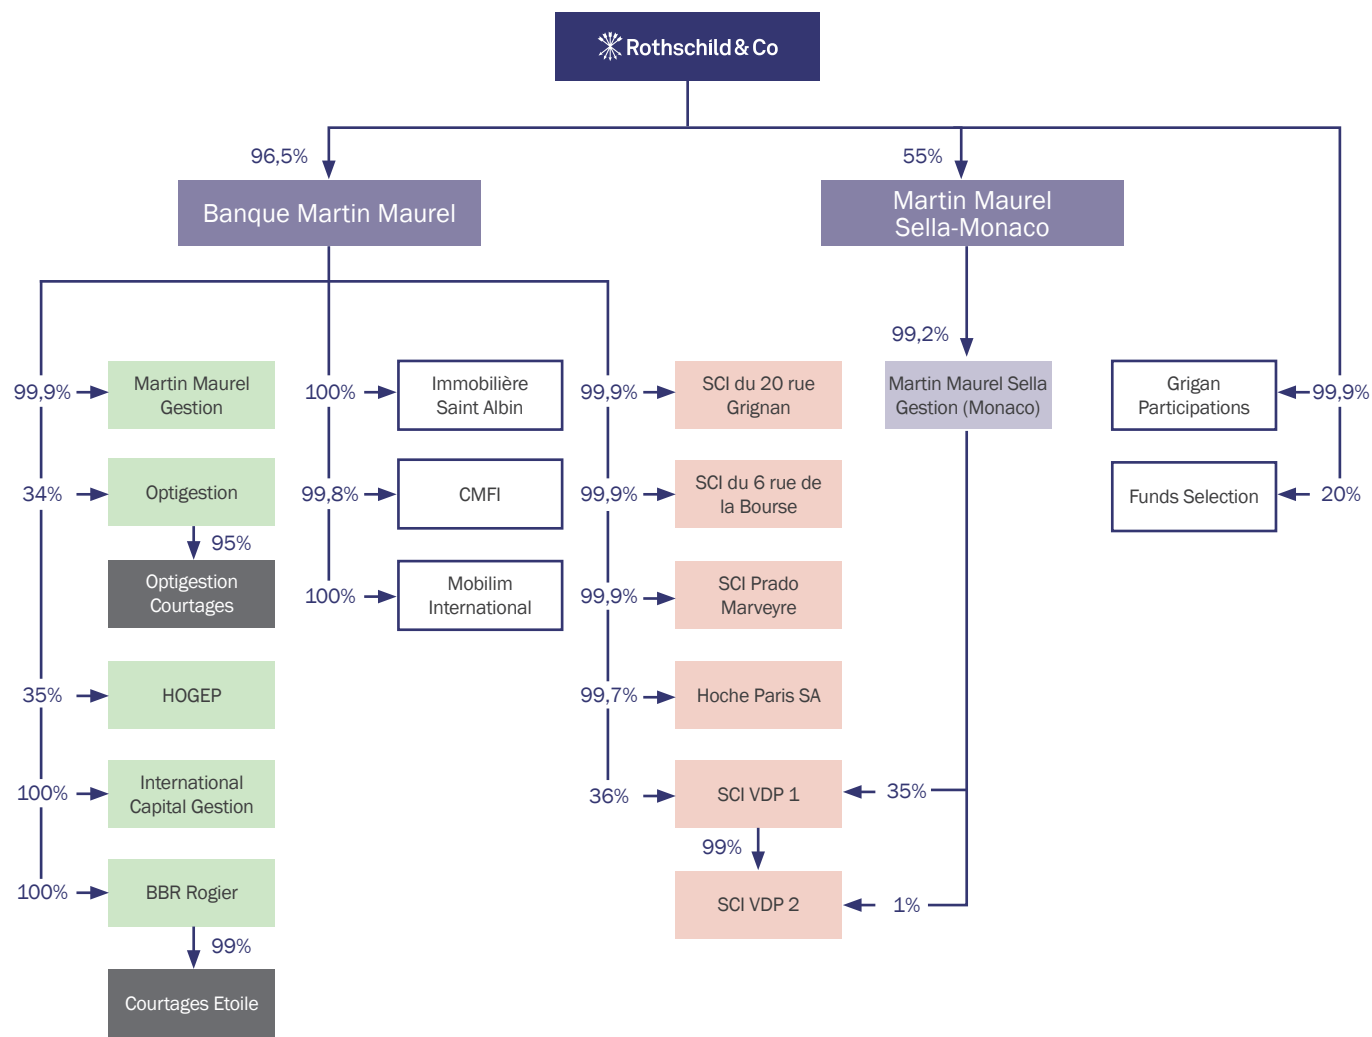 Rothschild & Co
96,5%
55%
Banque Martin Maurel
Martin Maurel
Sella-Monaco
99,2%
99,9%
Martin Maurel
Gestion
100%
Immobilière
Saint Albin
99,9%
SCI du 20 rue
Grignan
Martin Maurel Sella
Gestion (Monaco)
Grigan
Participations
99,9%
34%
Optigestion
99,8%
CMFI
99,9%
SCI du 6 rue de
la Bourse
Funds Selection
20%
95%
Optigestion
Courtages
100%
Mobilim
International
99,9%
SCI Prado
Marveyre
35%
HOGEP
99,7%
Hoche Paris SA
100%
International
Capital Gestion
36%
SCI VDP 1
35%
99%
100%
BBR Rogier
SCI VDP 2
1%
99%
Courtages Etoile